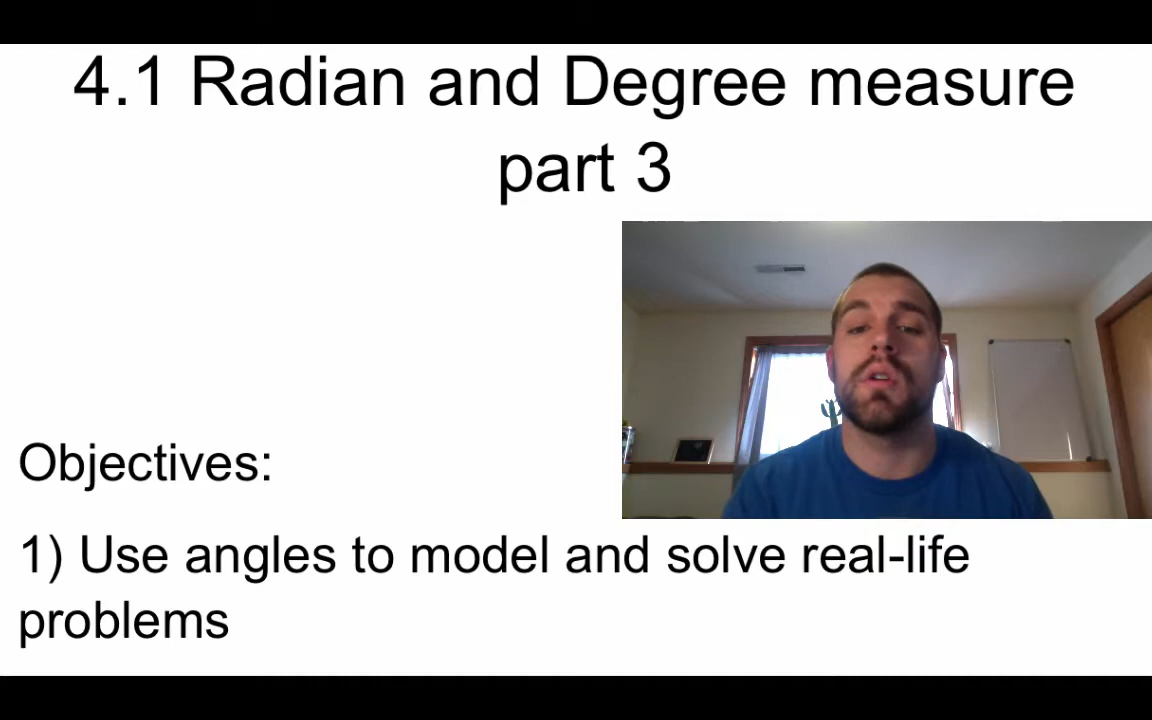 4.1 Radian and Degree measure
part 3
Objectives:
1) Use angles to model and solve real-life
problems